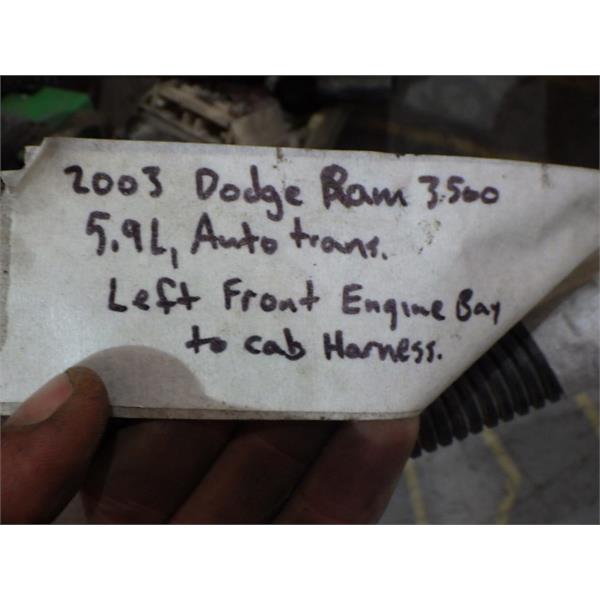 2003 Dodge Ram 3500
5.9L, Auto trans.
Left Front Engine Bay
to cab Harness.